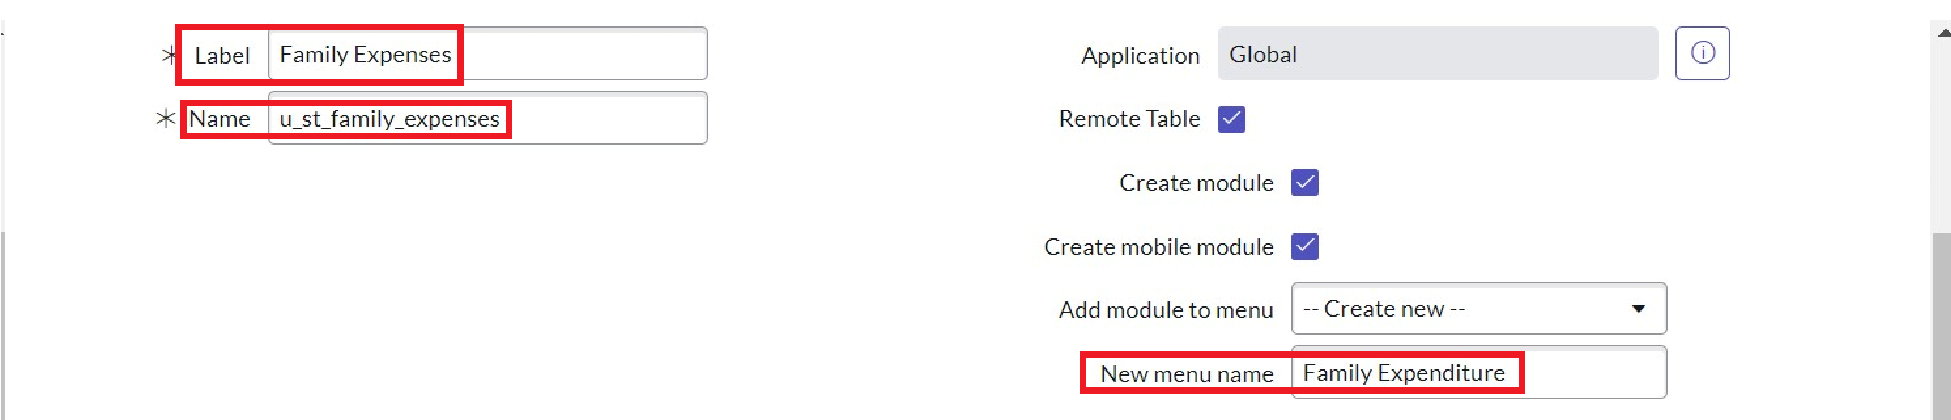 * Label Family Expenses
* Name u_st_family_expenses
Application Global
Remote Table
Create module
Create mobile module
Add module to menu -- Create new --
New menu name Family Expenditure